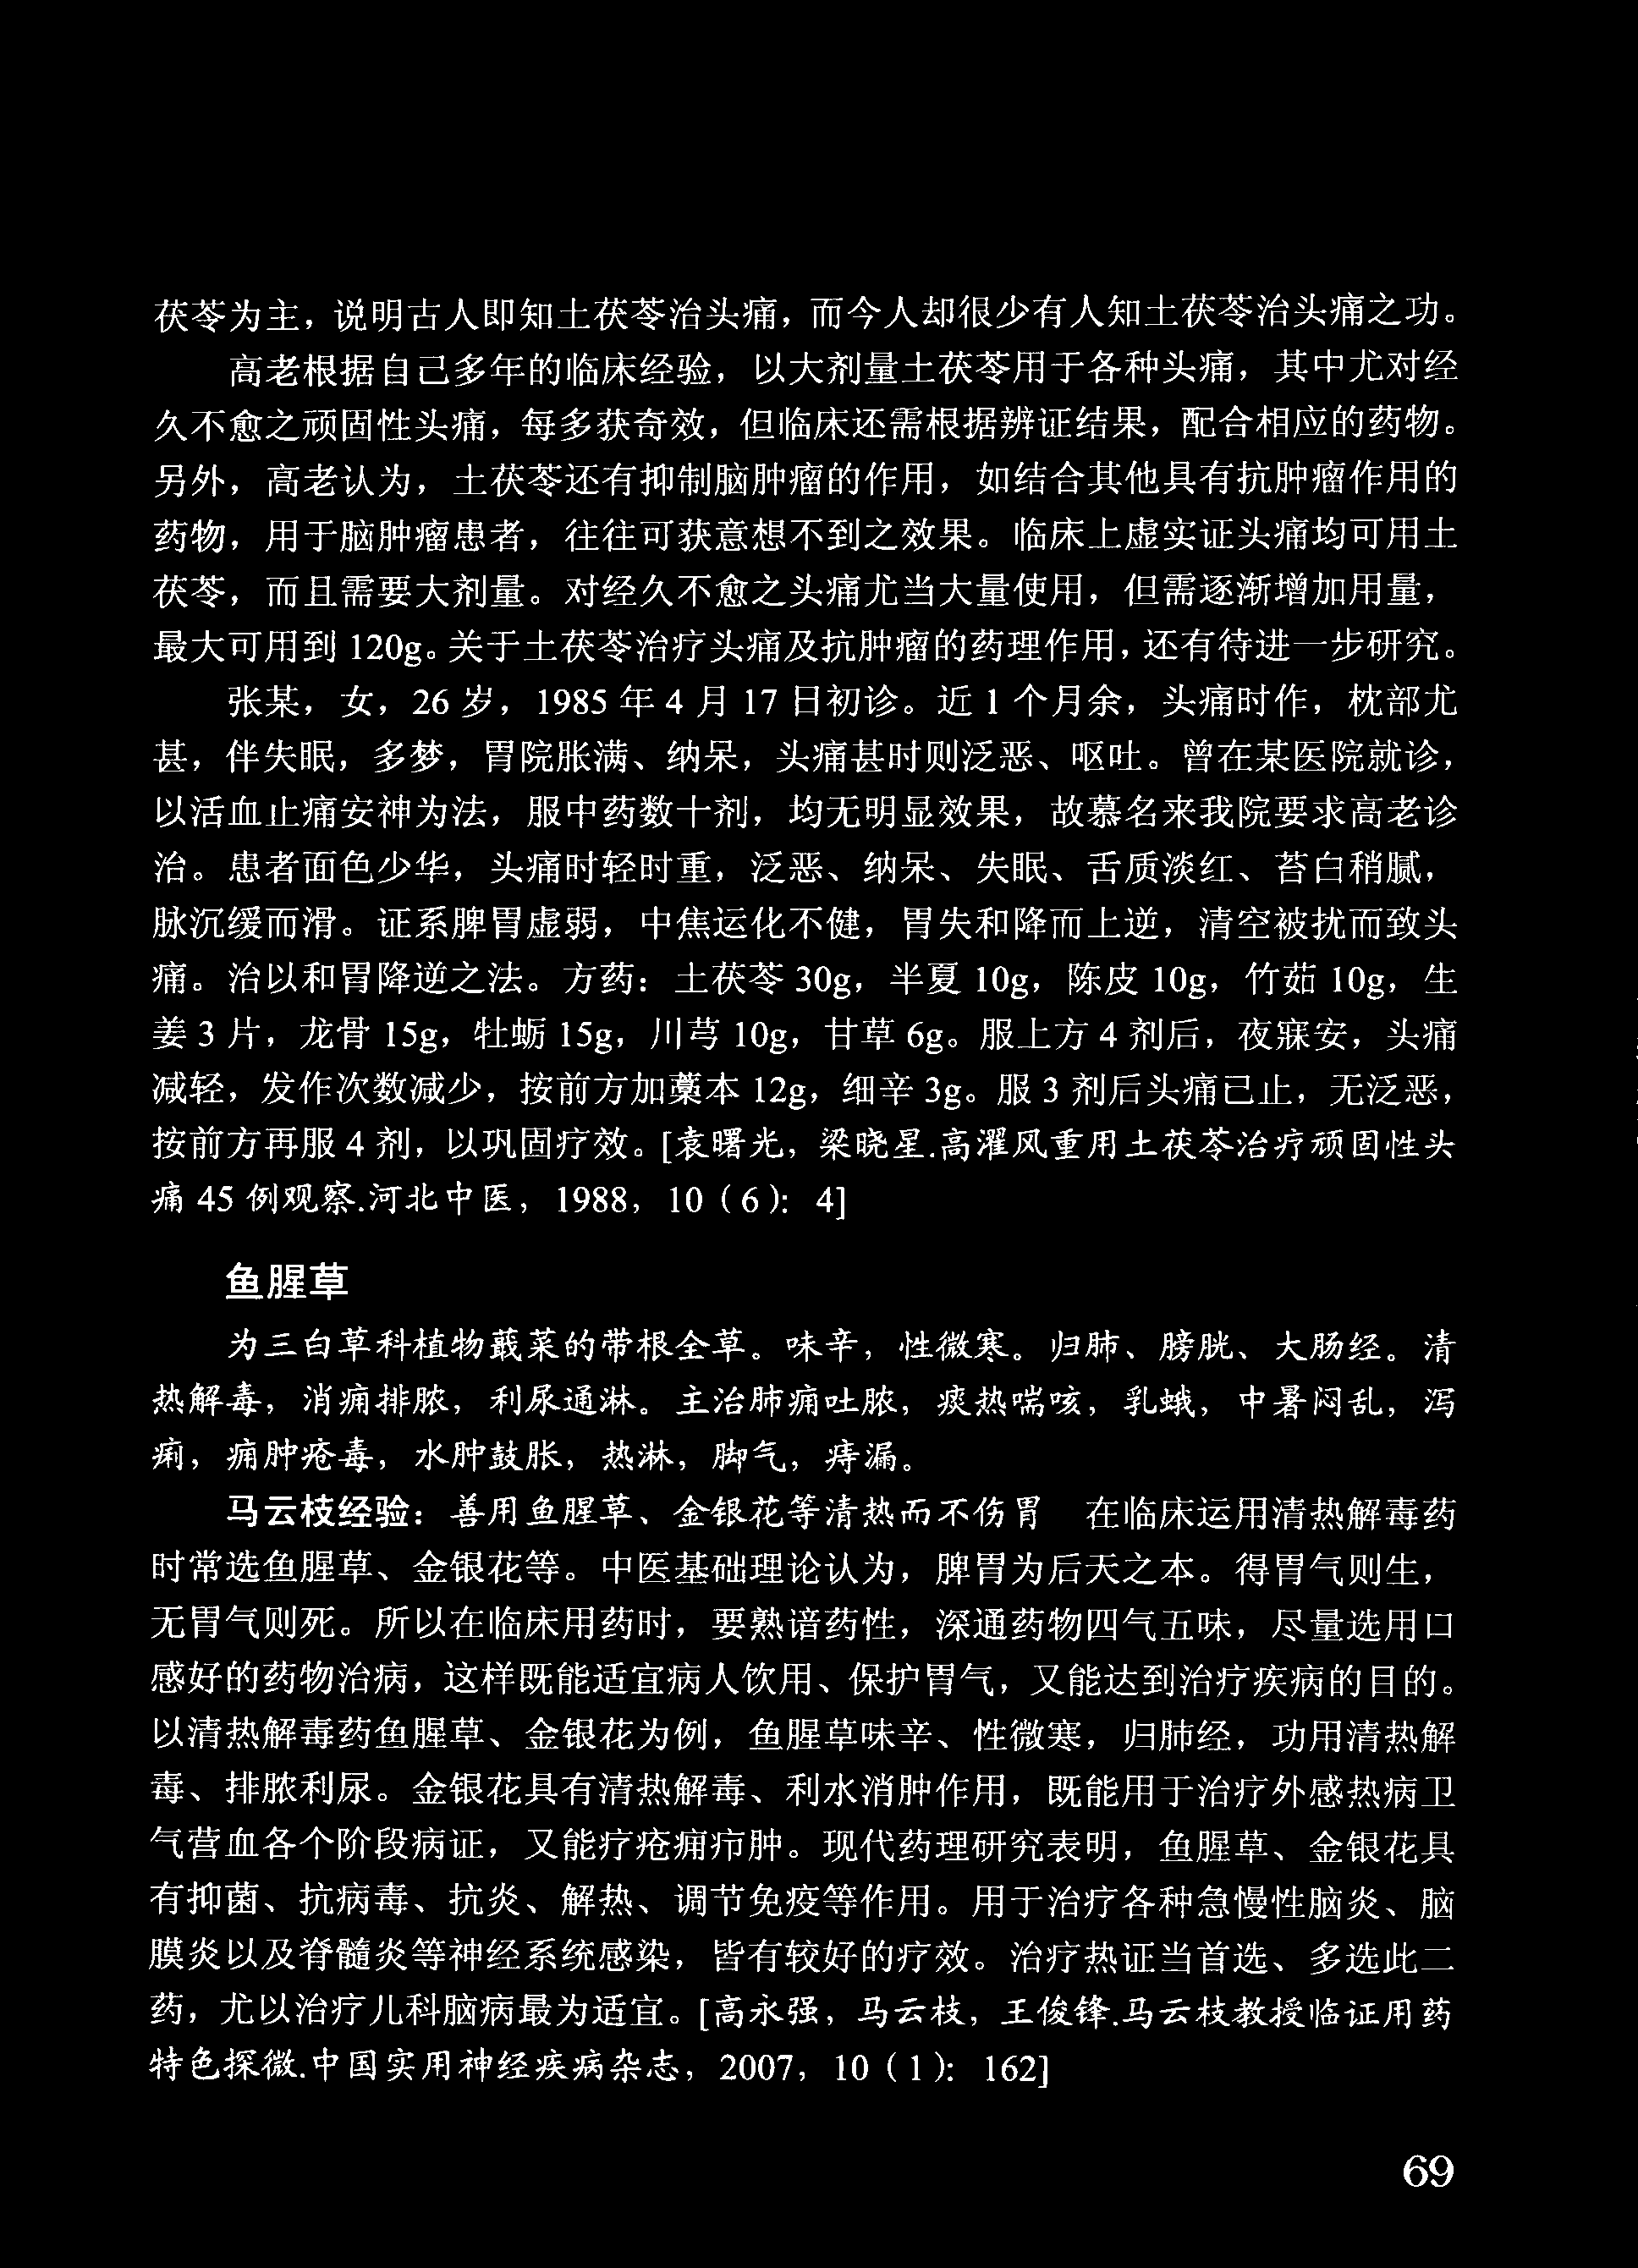 茯苓为主，说明古人即知土茯苓治头痛，而今人却很少有人知土茯苓治头痛之功。
高老根据自己多年的临床经验，以大剂量土茯苓用于各种头痛，其中尤对经
久不愈之顽固性头痛，每多获奇效，但临床还需根据辨证结果，配合相应的药物。
另外，高老认为，土茯苓还有抑制脑肿瘤的作用，如结合其他具有抗肿瘤作用的
药物，用于脑肿瘤患者，往往可获意想不到之效果。临床上虚实证头痛均可用土
茯苓，而且需要大剂量。对经久不愈之头痛尤当大量使用，但需逐渐增加用量，
最大可用到 120g。关于土茯苓治疗头痛及抗肿瘤的药理作用，还有待进一步研究。
张某，女，26 岁，1985 年 4 月 17 日初诊。近 1 个月余，头痛时作，枕部尤
甚，伴失眠，多梦，胃院胀满、纳呆，头痛甚时则泛恶、呕吐。曾在某医院就诊，
以活血止痛安神为法，服中药数十剂，均无明显效果，故慕名来我院要求高老诊
治。患者面色少华，头痛时轻时重，泛恶、纳呆、失眠、舌质淡红、苔白稍腻，
脉沉缓而滑。证系脾胃虚弱，中焦运化不健，胃失和降而上逆，清空被扰而致头
痛。治以和胃降逆之法。方药：土茯苓 30g，半夏 10g，陈皮 10g，竹茹 10g，生
姜 3 片，龙骨 15g，牡蛎 15g，川芎 10g，甘草 6g。服上方 4 剂后，夜寐安，头痛
减轻，发作次数减少，按前方加藁本 12g，细辛 3g。服 3 剂后头痛已止，无泛恶，
按前方再服 4 剂，以巩固疗效。[袁曙光，梁晓星.高濯风重用土茯苓治疗顽固性头
痛 45 例观察.河北中医，1988，10（6）：4]
鱼腥草
为三白草科植物蕺菜的带根全草。味辛，性微寒。归肺、膀胱、大肠经。清
热解毒，消痈排脓，利尿通淋。主治肺痈吐脓，痰热喘咳，乳蛾，中暑闷乱，泻
痢，痈肿疮毒，水肿鼓胀，热淋，脚气，痔漏。
马云枝经验：善用鱼腥草、金银花等清热而不伤胃　在临床运用清热解毒药
时常选鱼腥草、金银花等。中医基础理论认为，脾胃为后天之本。得胃气则生，
无胃气则死。所以在临床用药时，要熟谙药性，深通药物四气五味，尽量选用口
感好的药物治病，这样既能适宜病人饮用、保护胃气，又能达到治疗疾病的目的。
以清热解毒药鱼腥草、金银花为例，鱼腥草味辛、性微寒，归肺经，功用清热解
毒、排脓利尿。金银花具有清热解毒、利水消肿作用，既能用于治疗外感热病卫
气营血各个阶段病证，又能疗疮痈疖肿。现代药理研究表明，鱼腥草、金银花具
有抑菌、抗病毒、抗炎、解热、调节免疫等作用。用于治疗各种急慢性脑炎、脑
膜炎以及脊髓炎等神经系统感染，皆有较好的疗效。治疗热证当首选、多选此二
药，尤以治疗儿科脑病最为适宜。[高永强，马云枝，王俊锋.马云枝教授临证用药
特色探微.中国实用神经疾病杂志，2007，10（1）：162]
69